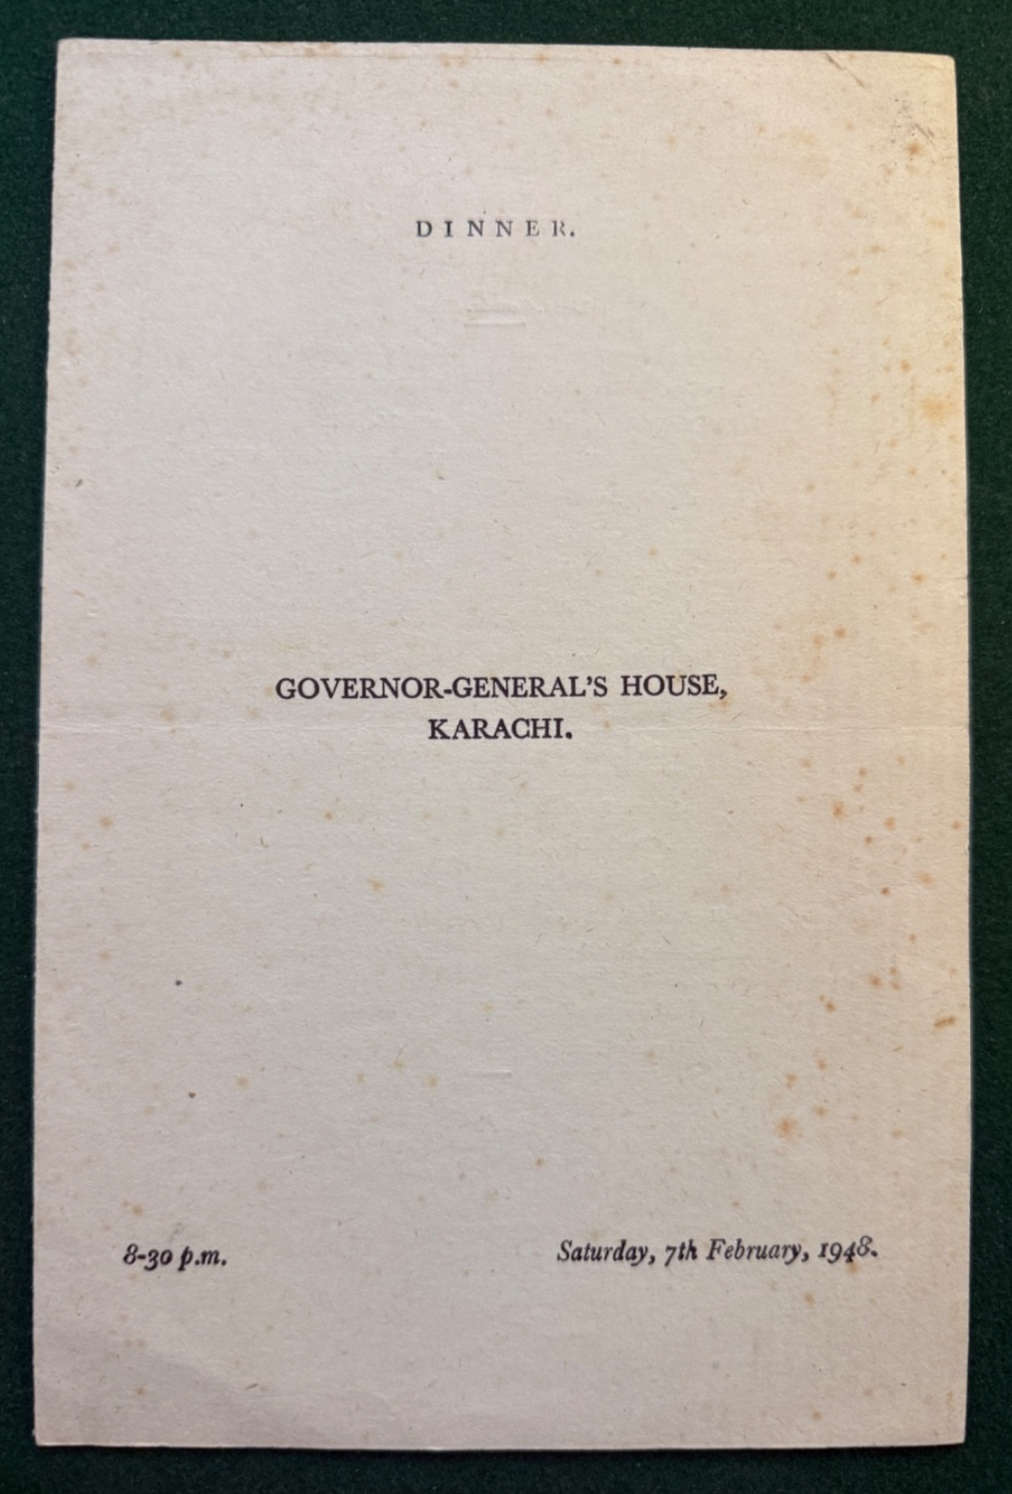 DINNER.
GOVERNOR-GENERAL'S HOUSE,
KARACHI.
8-30 p.m.
Saturday, 7th February, 1948.